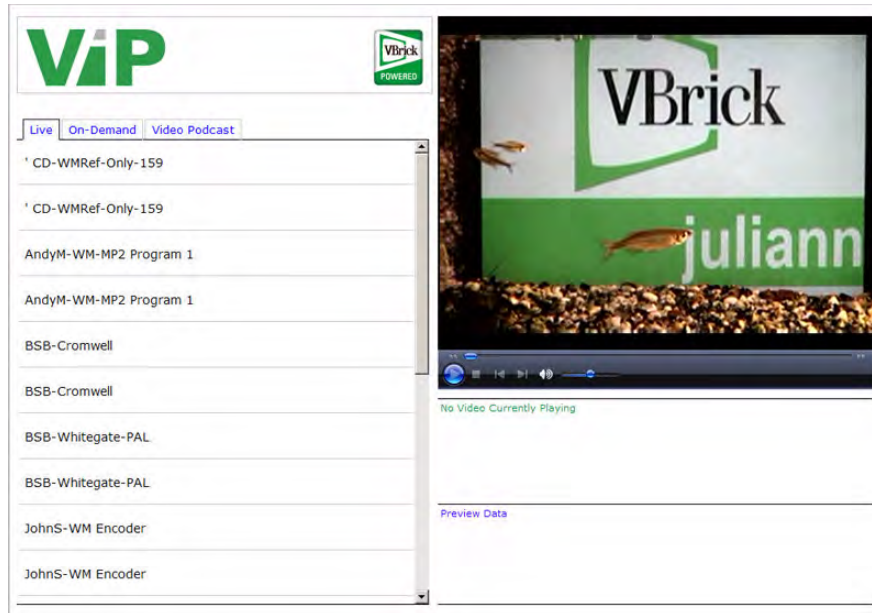 ViP
VBrick
POWERED
Live On-Demand Video Podcast
' CD-WMRef-Only-159
' CD-WMRef-Only-159
AndyM-WM-MP2 Program 1
AndyM-WM-MP2 Program 1
BSB-Cromwell
BSB-Cromwell
BSB-Whitegate-PAL
BSB-Whitegate-PAL
JohnS-WM Encoder
JohnS-WM Encoder
VBrick
juliann
No Video Currently Playing
Preview Data